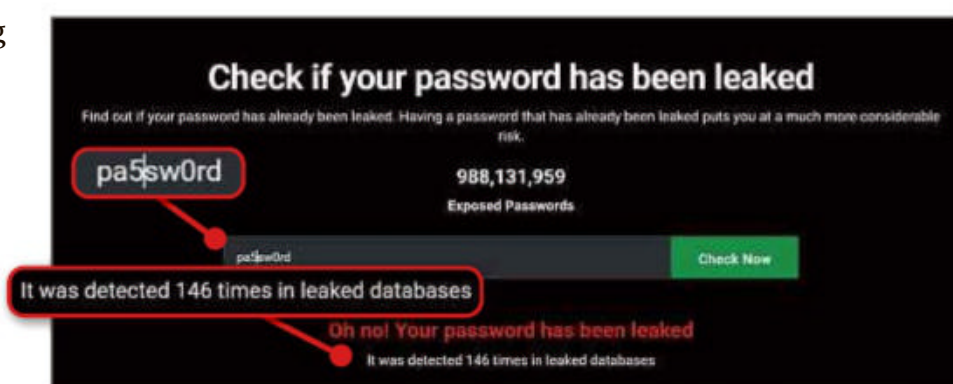 g
Check if your password has been leaked
Find out if your password has already been leaked. Having a password that has already been leaked puts you at a much more considerable
risk.
pa5sw0rd
988,131,959
Exposed Passwords
pa5sw0rd
Check Now
It was detected 146 times in leaked databases
Oh no! Your password has been leaked
It was detected 146 times in leaked databases